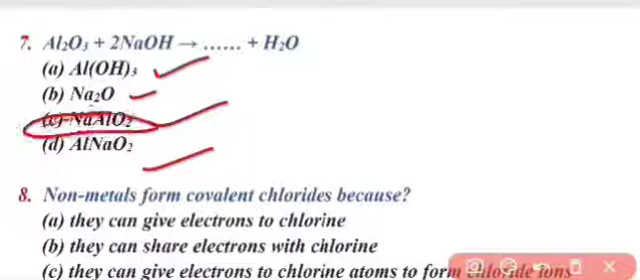 7. Al₂O₃ + 2NaOH → ...... + H₂O
(a) Al(OH)₃
(b) Na₂O
(c) NaAlO₂
(d) AlNaO₂
8. Non-metals form covalent chlorides because?
(a) they can give electrons to chlorine
(b) they can share electrons with chlorine
(c) they can give electrons to chlorine atoms to form chloride ions